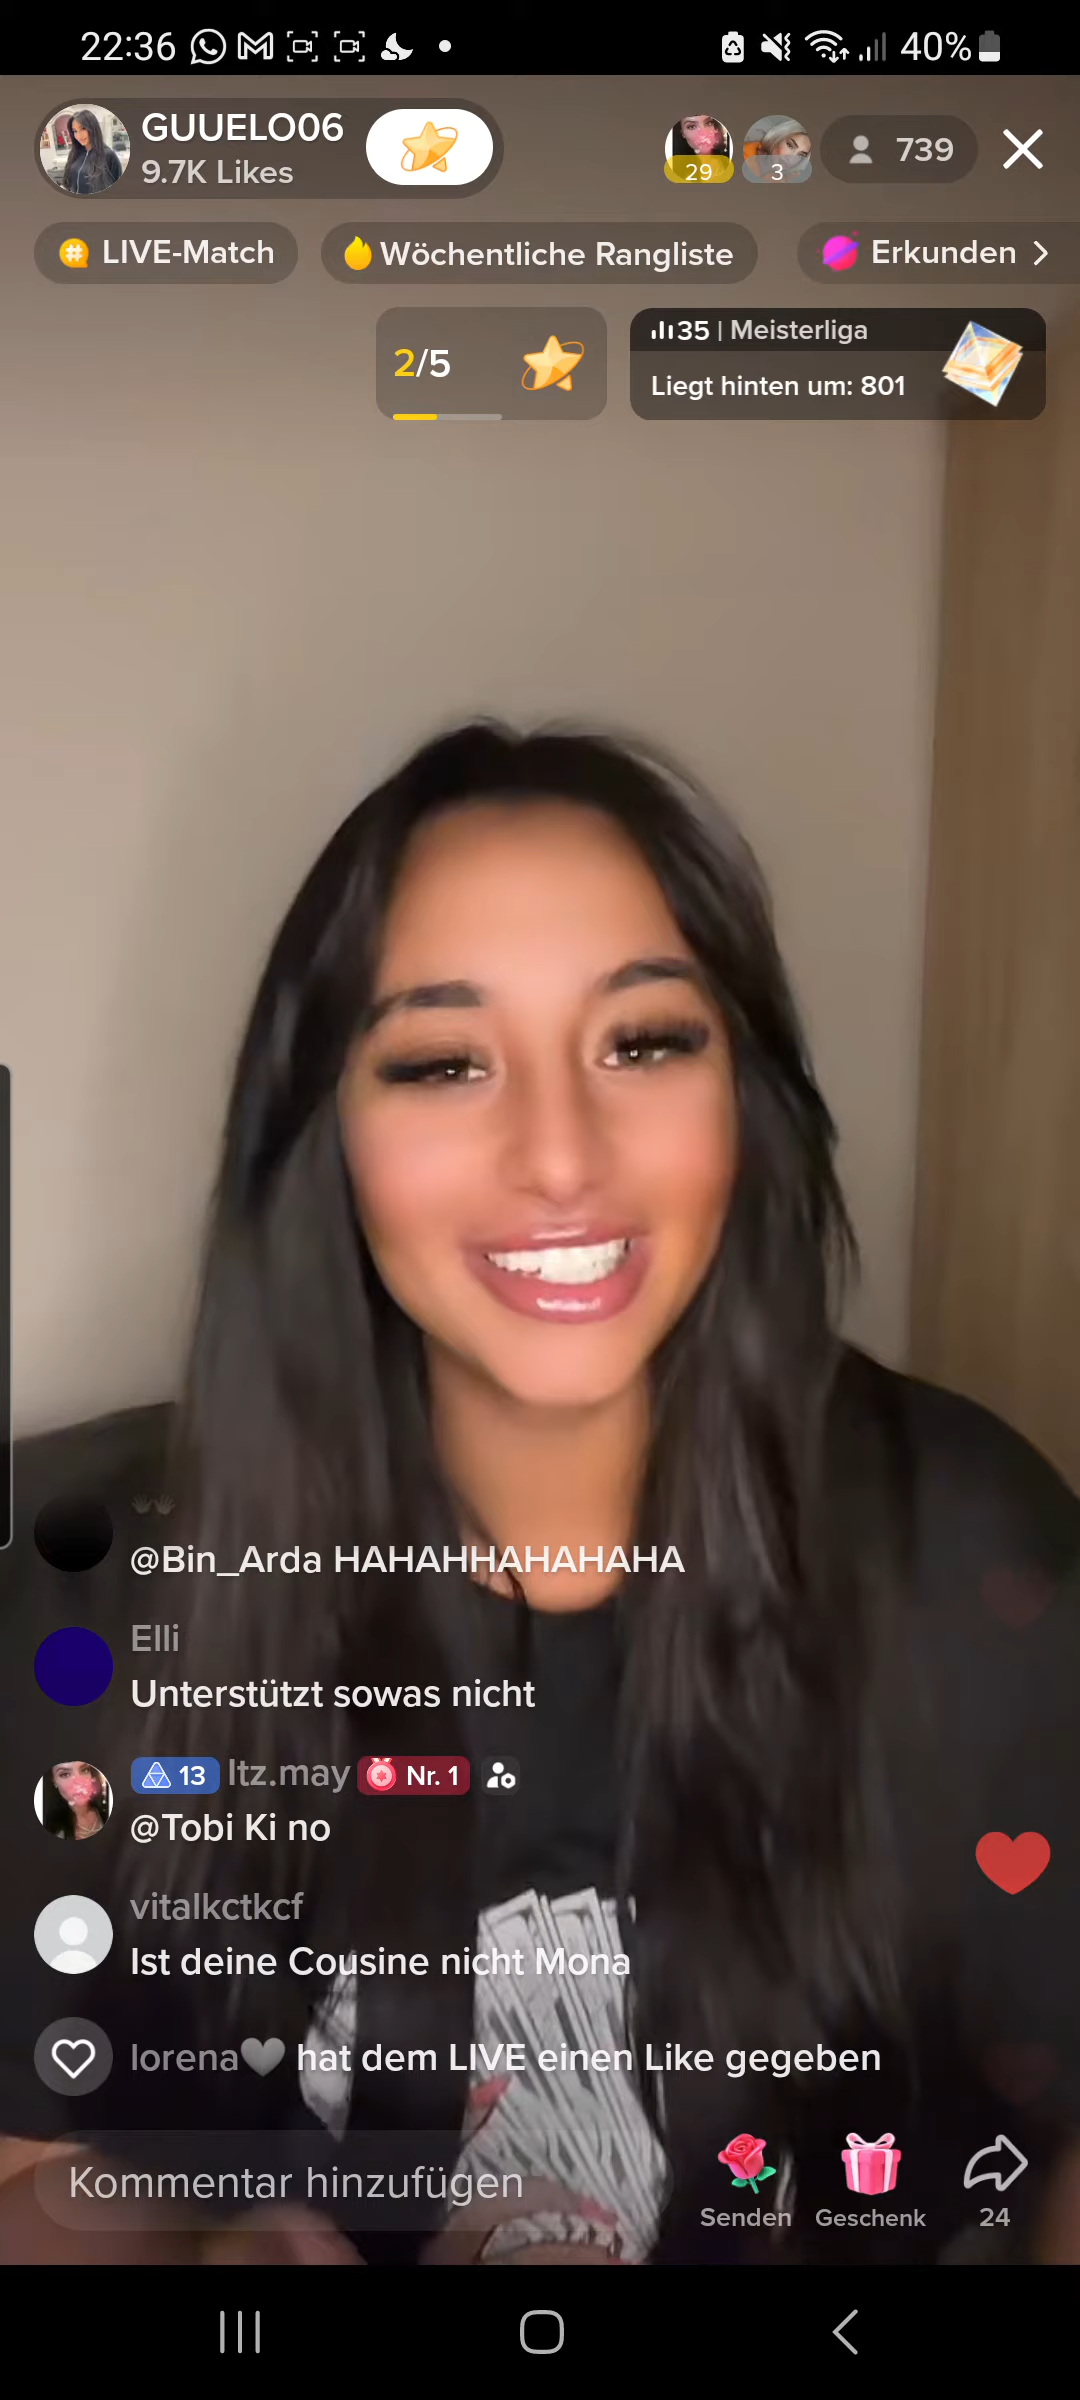 22:36
40%
GUUELO06
9.7K Likes
29
3
739
LIVE-Match
Wöchentliche Rangliste
Erkunden
2/5
35 | Meisterliga
Liegt hinten um: 801
@Bin_Arda HAHAHHAHAHAHA
Elli
Unterstützt sowas nicht
13 Itz.may Nr. 1
@Tobi Ki no
vitalkctkcf
Ist deine Cousine nicht Mona
lorena🤍 hat dem LIVE einen Like gegeben
Kommentar hinzufügen
Senden
Geschenk
24